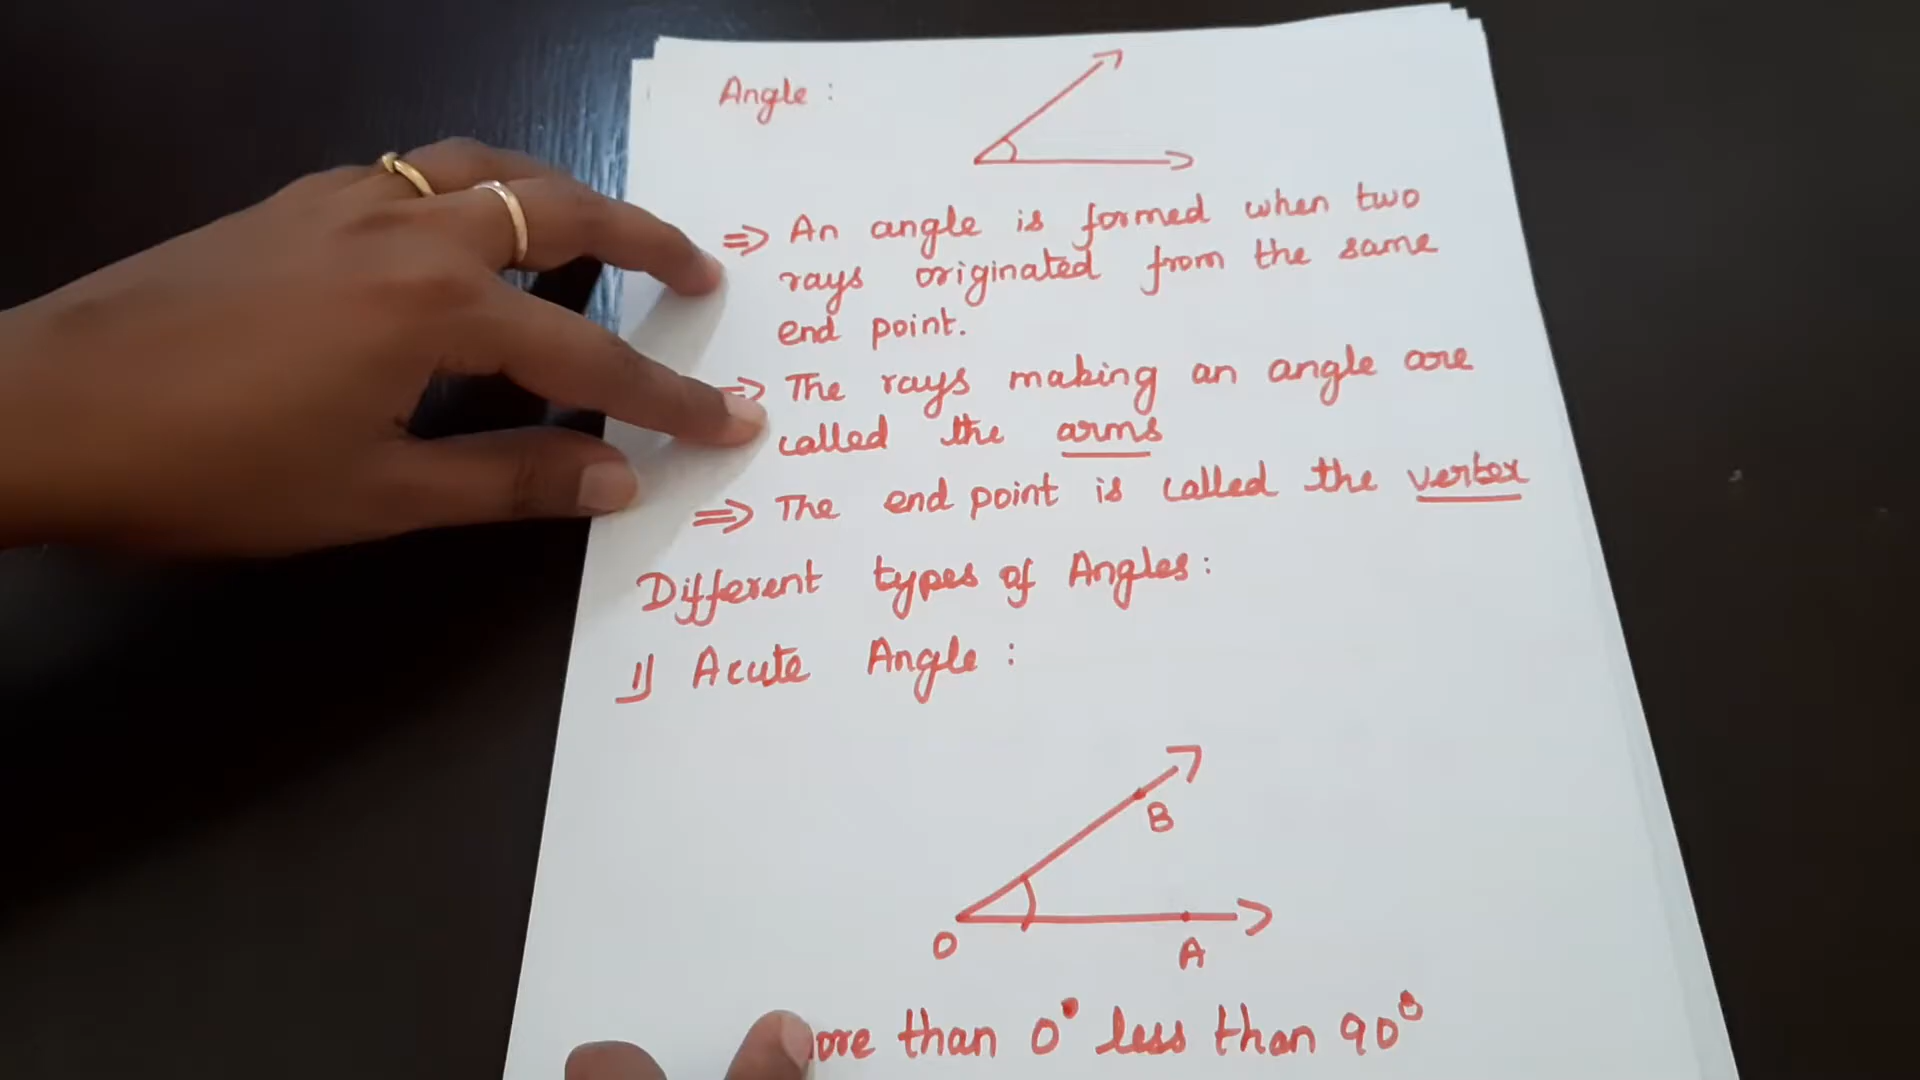 Angle :
⇒ An angle is formed when two
rays originated from the same
end point.
⇒ The rays making an angle are
called the arms
⇒ The end point is called the vertex
Different types of Angles :
1) Acute Angle :
B
O
A
than 0° less than 90°